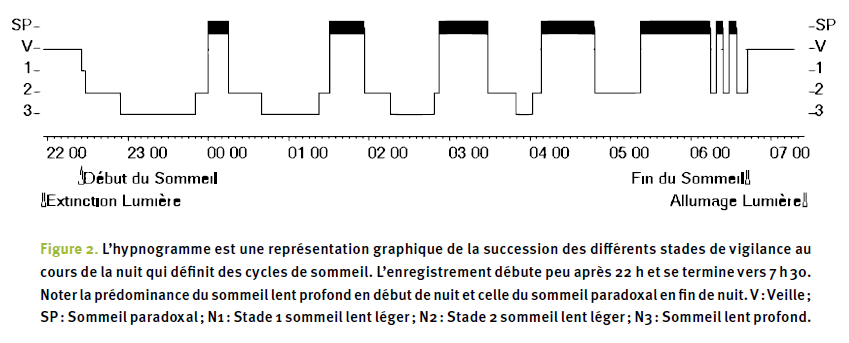 SP
V
1
2
3
SP
V
1
2
3
22 00 23 00 00 00 01 00 02 00 03 00 04 00 05 00 06 00 07 00
Début du Sommeil Fin du Sommeil
Extinction Lumière Allumage Lumière
Figure 2. L'hypnogramme est une représentation graphique de la succession des différents stades de vigilance au
cours de la nuit qui définit des cycles de sommeil. L'enregistrement débute peu après 22 h et se termine vers 7 h 30.
Noter la prédominance du sommeil lent profond en début de nuit et celle du sommeil paradoxal en fin de nuit. V : Veille ;
SP : Sommeil paradoxal ; N1 : Stade 1 sommeil lent léger ; N2 : Stade 2 sommeil lent léger ; N3 : Sommeil lent profond.